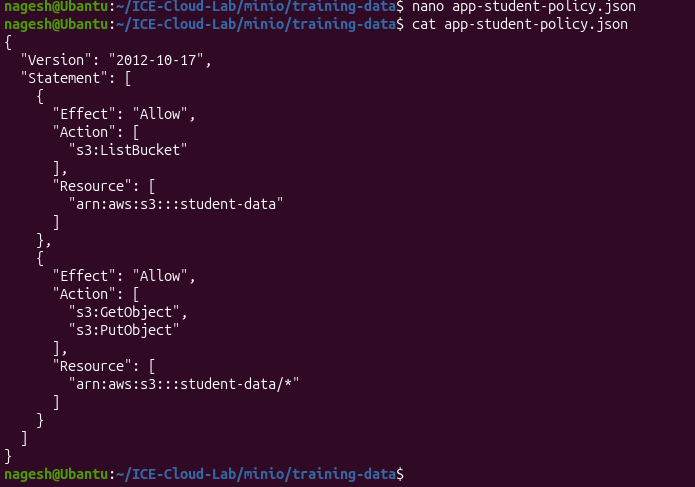 nagesh@Ubuntu:~/ICE-Cloud-Lab/minio/training-data$ nano app-student-policy.json
nagesh@Ubuntu:~/ICE-Cloud-Lab/minio/training-data$ cat app-student-policy.json
{
  "Version": "2012-10-17",
  "Statement": [
    {
      "Effect": "Allow",
      "Action": [
        "s3:ListBucket"
      ],
      "Resource": [
        "arn:aws:s3:::student-data"
      ]
    },
    {
      "Effect": "Allow",
      "Action": [
        "s3:GetObject",
        "s3:PutObject"
      ],
      "Resource": [
        "arn:aws:s3:::student-data/*"
      ]
    }
  ]
}
nagesh@Ubuntu:~/ICE-Cloud-Lab/minio/training-data$